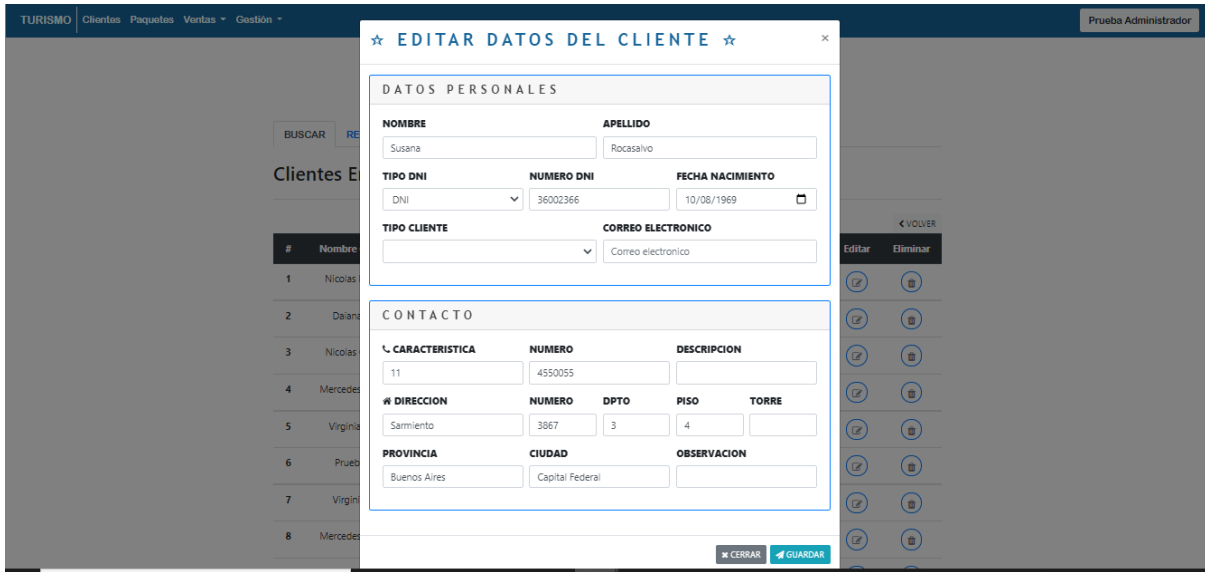 TURISMO Clientes Paquetes Ventas Gestión Prueba Administrador
☆ EDITAR DATOS DEL CLIENTE ☆ ×
DATOS PERSONALES
NOMBRE APELLIDO
Susana Rocasalvo
TIPO DNI NUMERO DNI FECHA NACIMIENTO
DNI 36002366 10/08/1969
TIPO CLIENTE CORREO ELECTRONICO
Correo electronico
CONTACTO
CARACTERISTICA NUMERO DESCRIPCION
11 4550055
DIRECCION NUMERO DPTO PISO TORRE
Sarmiento 3867 3 4
PROVINCIA CIUDAD OBSERVACION
Buenos Aires Capital Federal
CERRAR GUARDAR
BUSCAR RE
Clientes E
VOLVER
# Nombre Editar Eliminar
1 Nicolas
2 Daiana
3 Nicolas
4 Mercedes
5 Virginia
6 Prueb
7 Virgini
8 Mercedes